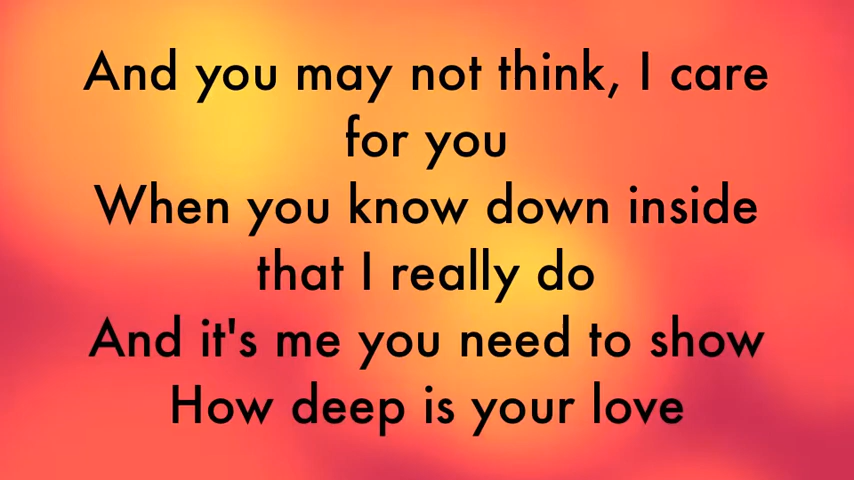 And you may not think, I care
for you
When you know down inside
that I really do
And it's me you need to show
How deep is your love